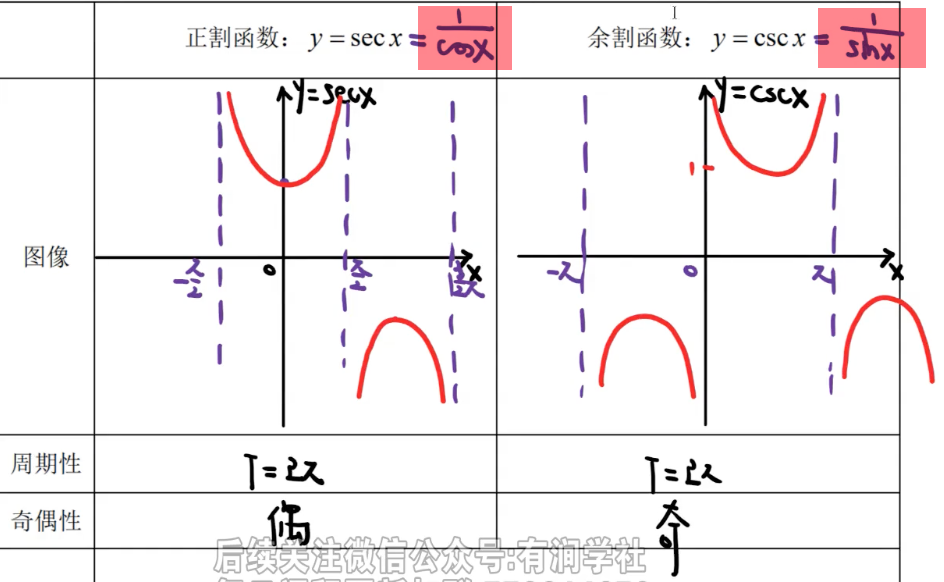 正割函数： y = sec x = 1/cosx
余割函数： y = csc x = 1/sinx
图像
y=secx
y=cscx
1
-π/2 0 π/2 3/2π x
-π 0 π x
周期性 T=2π T=2π
奇偶性 偶 奇
后续关注微信公众号:有润学社